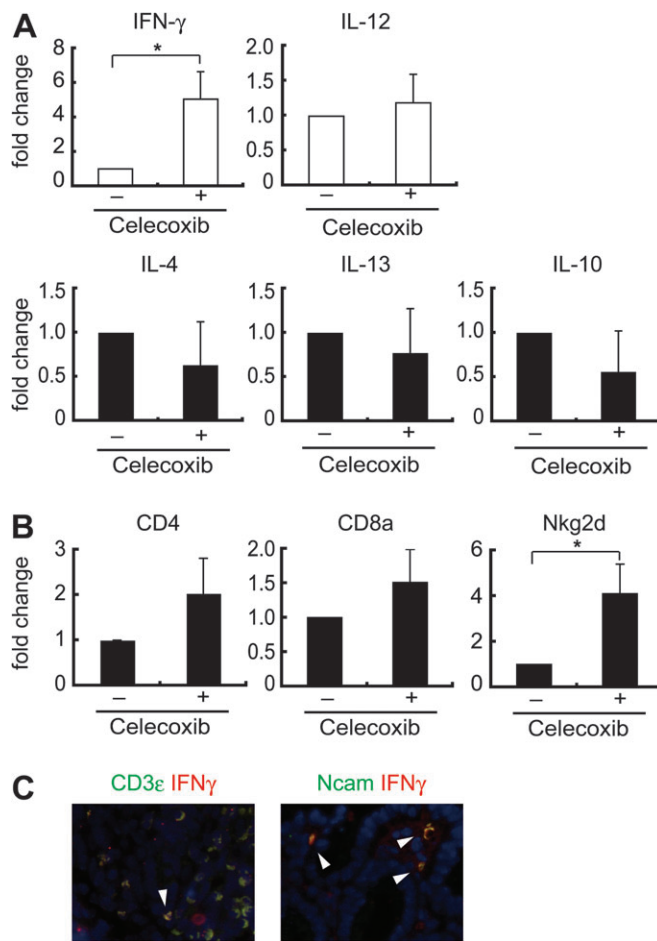 A
IFN-γ
IL-12
fold change
8
6
4
2
0
*
– +
Celecoxib
2.0
1.5
1.0
0.5
0
– +
Celecoxib
IL-4
IL-13
IL-10
fold change
1.5
1.0
0.5
0
– +
Celecoxib
1.5
1.0
0.5
0
– +
Celecoxib
1.5
1.0
0.5
0
– +
Celecoxib
B
CD4
CD8a
Nkg2d
fold change
3
2
1
0
– +
Celecoxib
2.0
1.5
1.0
0.5
0
– +
Celecoxib
6
4
2
0
*
– +
Celecoxib
C
CD3ε IFNγ
Ncam IFNγ